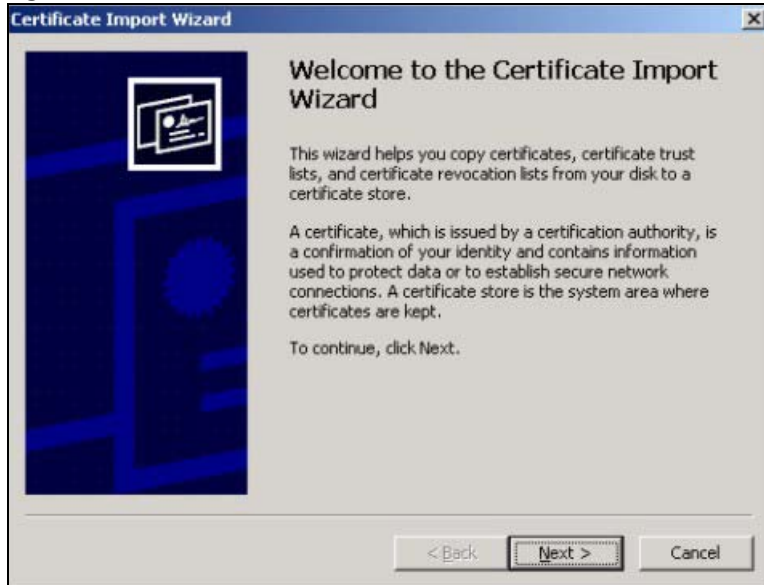 Certificate Import Wizard
Welcome to the Certificate Import
Wizard
This wizard helps you copy certificates, certificate trust
lists, and certificate revocation lists from your disk to a
certificate store.
A certificate, which is issued by a certification authority, is
a confirmation of your identity and contains information
used to protect data or to establish secure network
connections. A certificate store is the system area where
certificates are kept.
To continue, click Next.
< Back Next > Cancel